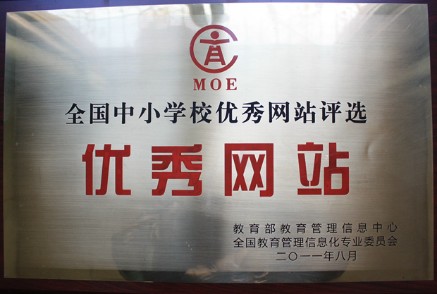 MOE
全国中小学校优秀网站评选
优秀网站
教育部教育管理信息中心
全国教育管理信息化专业委员会
二〇一一年八月